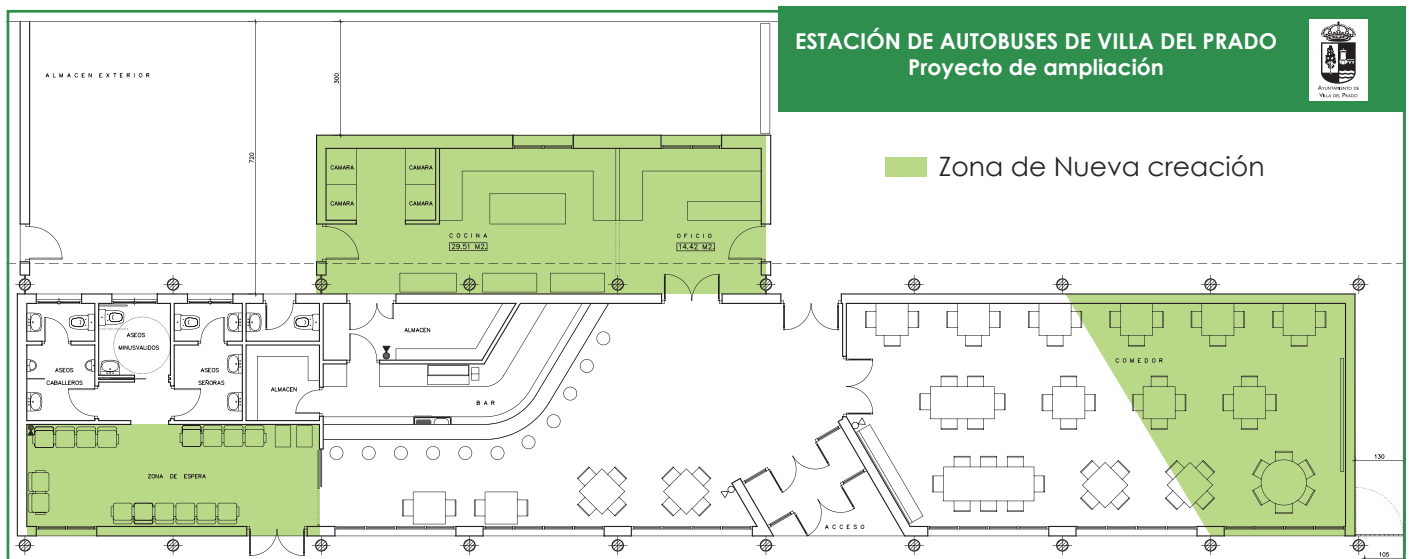 ESTACIÓN DE AUTOBUSES DE VILLA DEL PRADO
Proyecto de ampliación
AYUNTAMIENTO DE
VILLA DEL PRADO
Zona de Nueva creación
ALMACEN EXTERIOR
300
720
CAMARA
CAMARA
CAMARA
CAMARA
COCINA
29.51 M2.
OFICIO
14.42 M2.
ALMACEN
ASEOS
MINUSVALIDOS
ASEOS
CABALLEROS
ASEOS
SEÑORAS
ALMACEN
BAR
COMEDOR
ZONA DE ESPERA
ACCESO
130
105